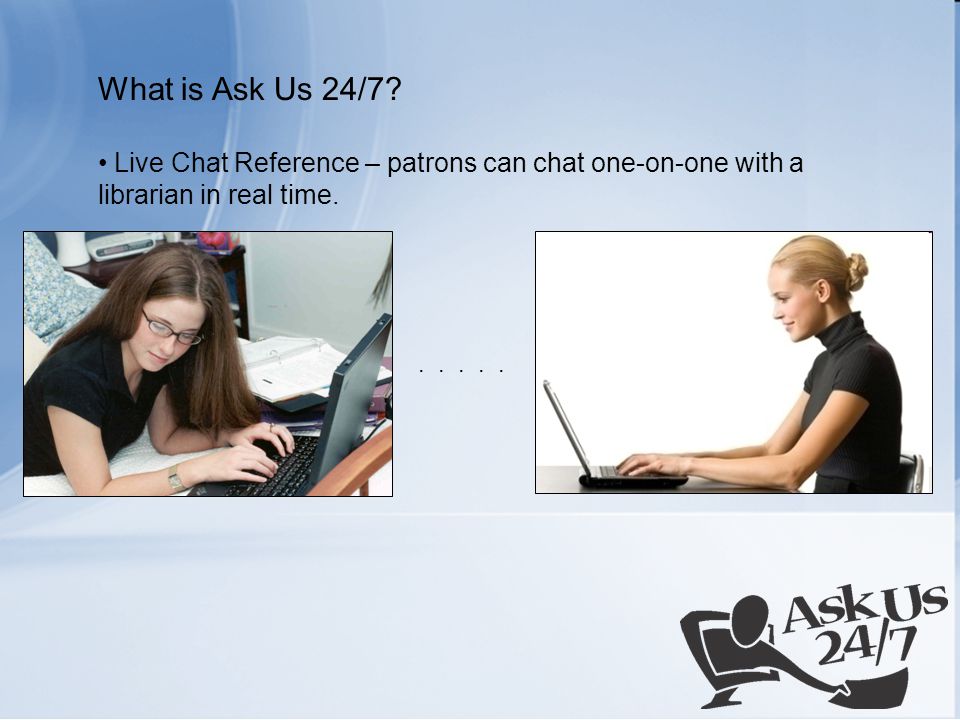 What is Ask Us 24/7?
• Live Chat Reference – patrons can chat one-on-one with a
librarian in real time.
. . . . .
Ask Us
24/7